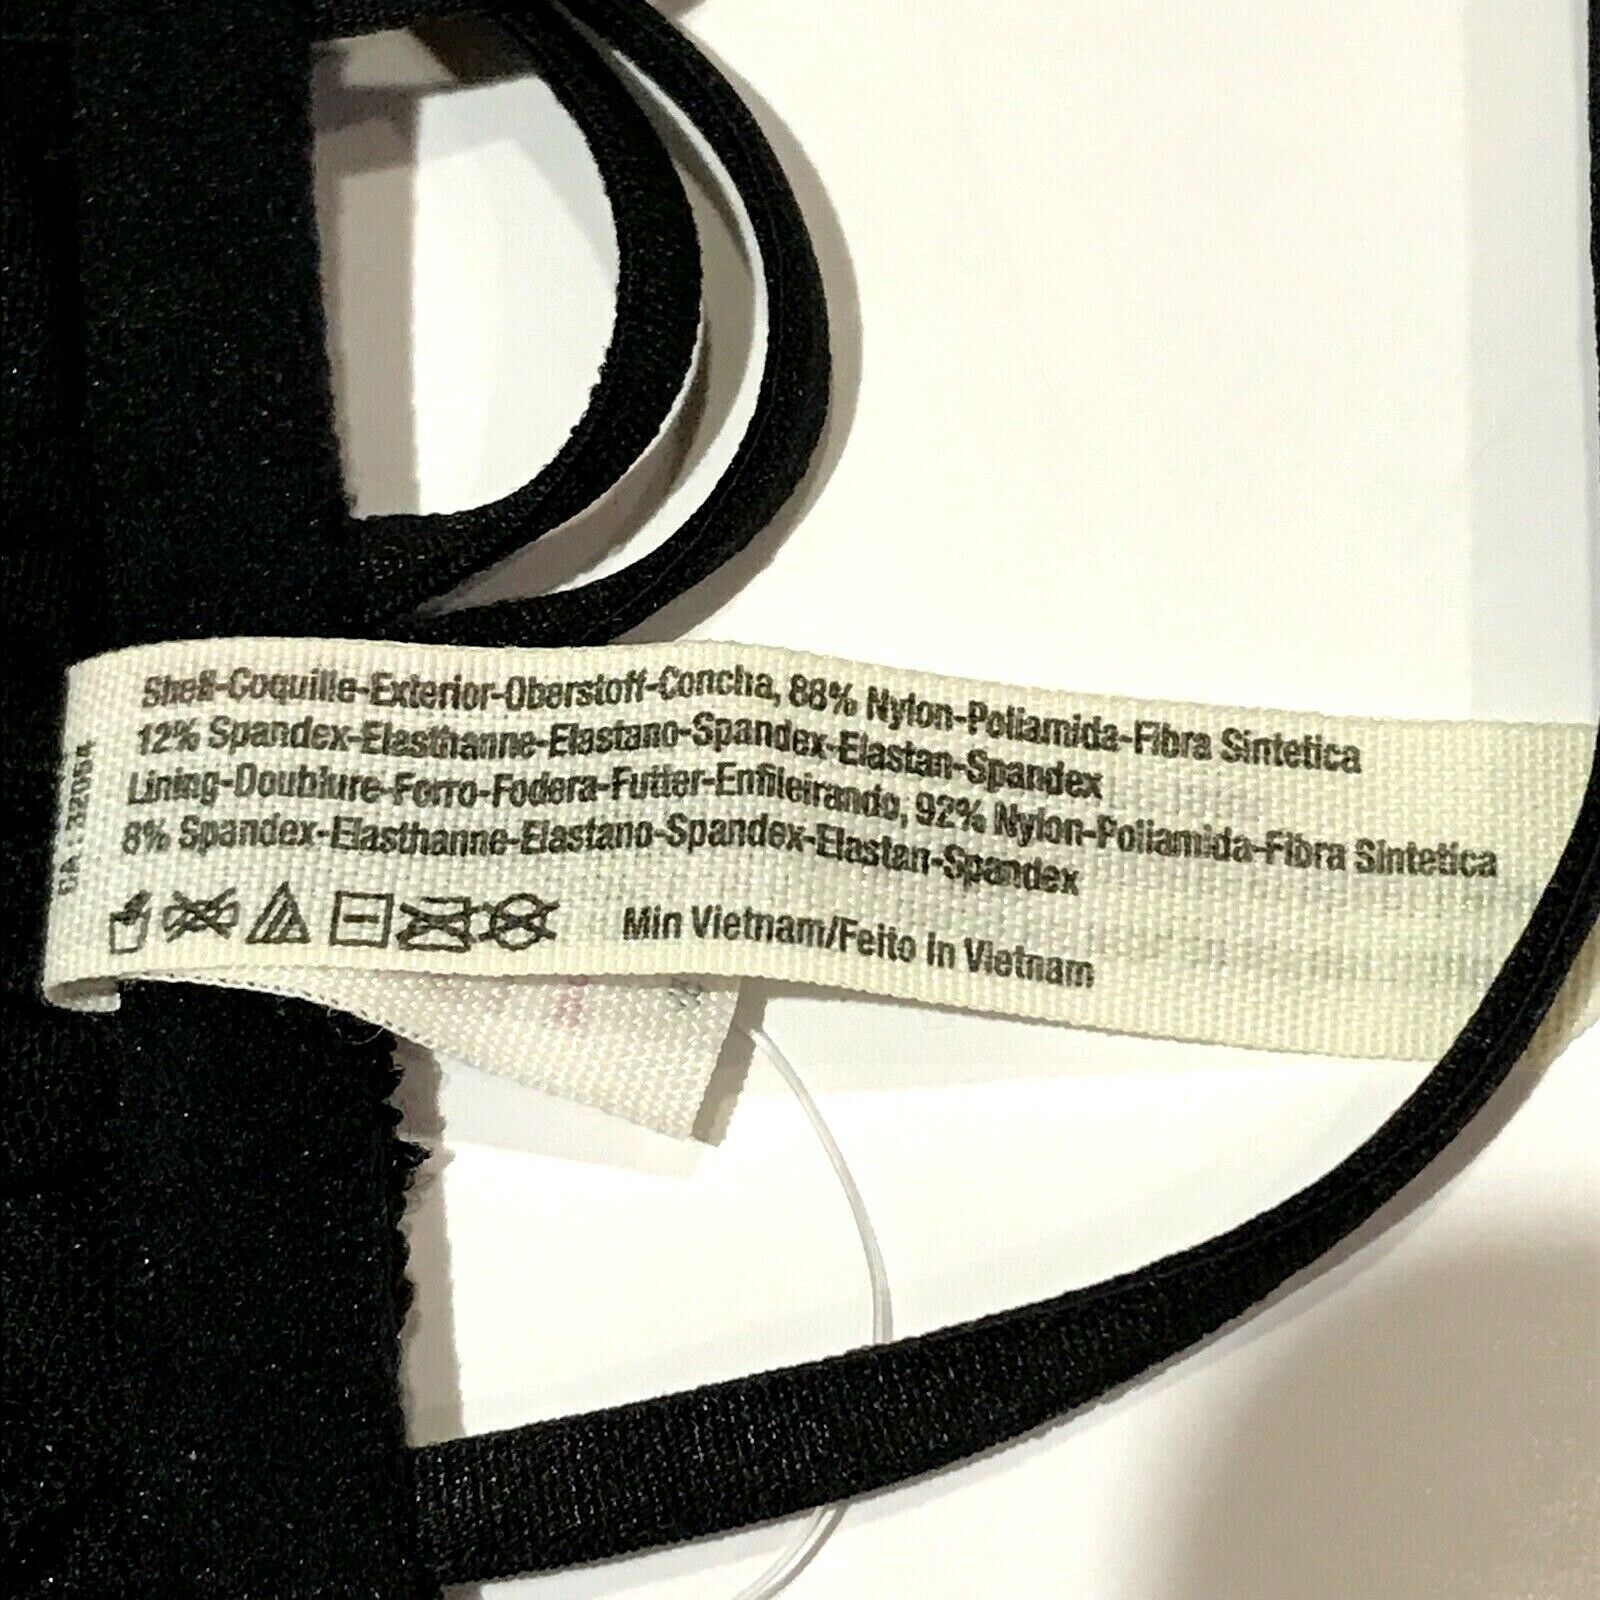 Shell-Coquille-Exterior-Oberstoff-Concha, 88% Nylon-Poliamida-Fibra Sintetica
12% Spandex-Elasthanne-Elastano-Spandex-Elastan-Spandex
Lining-Doublure-Forro-Fodera-Futter-Enfileirando, 92% Nylon-Poliamida-Fibra Sintetica
8% Spandex-Elasthanne-Elastano-Spandex-Elastan-Spandex
Min Vietnam/Feito in Vietnam
CA : 32064